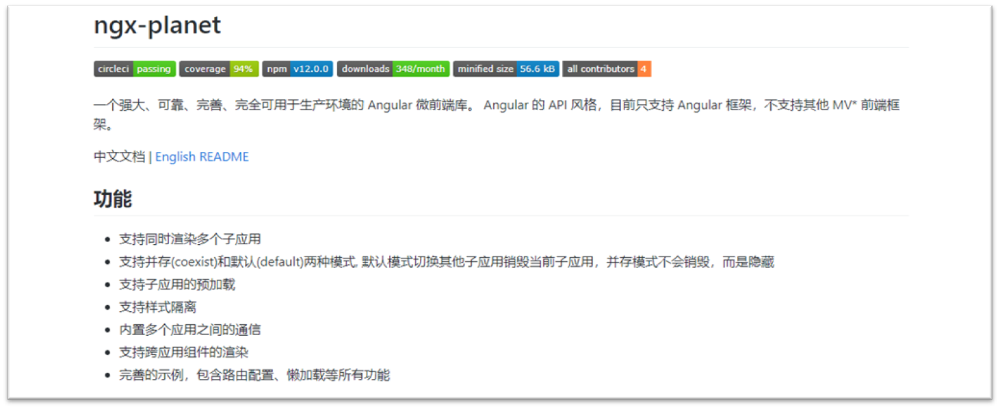 ngx-planet
circleci passing coverage 94% npm v12.0.0 downloads 348/month minified size 56.6 kB all contributors 4
一个强大、可靠、完善、完全可用于生产环境的 Angular 微前端库。 Angular 的 API 风格，目前只支持 Angular 框架，不支持其他 MV* 前端框
架。
中文文档 | English README
功能
• 支持同时渲染多个子应用
• 支持并存(coexist)和默认(default)两种模式, 默认模式切换其他子应用销毁当前子应用，并存模式不会销毁，而是隐藏
• 支持子应用的预加载
• 支持样式隔离
• 内置多个应用之间的通信
• 支持跨应用组件的渲染
• 完善的示例，包含路由配置、懒加载等所有功能